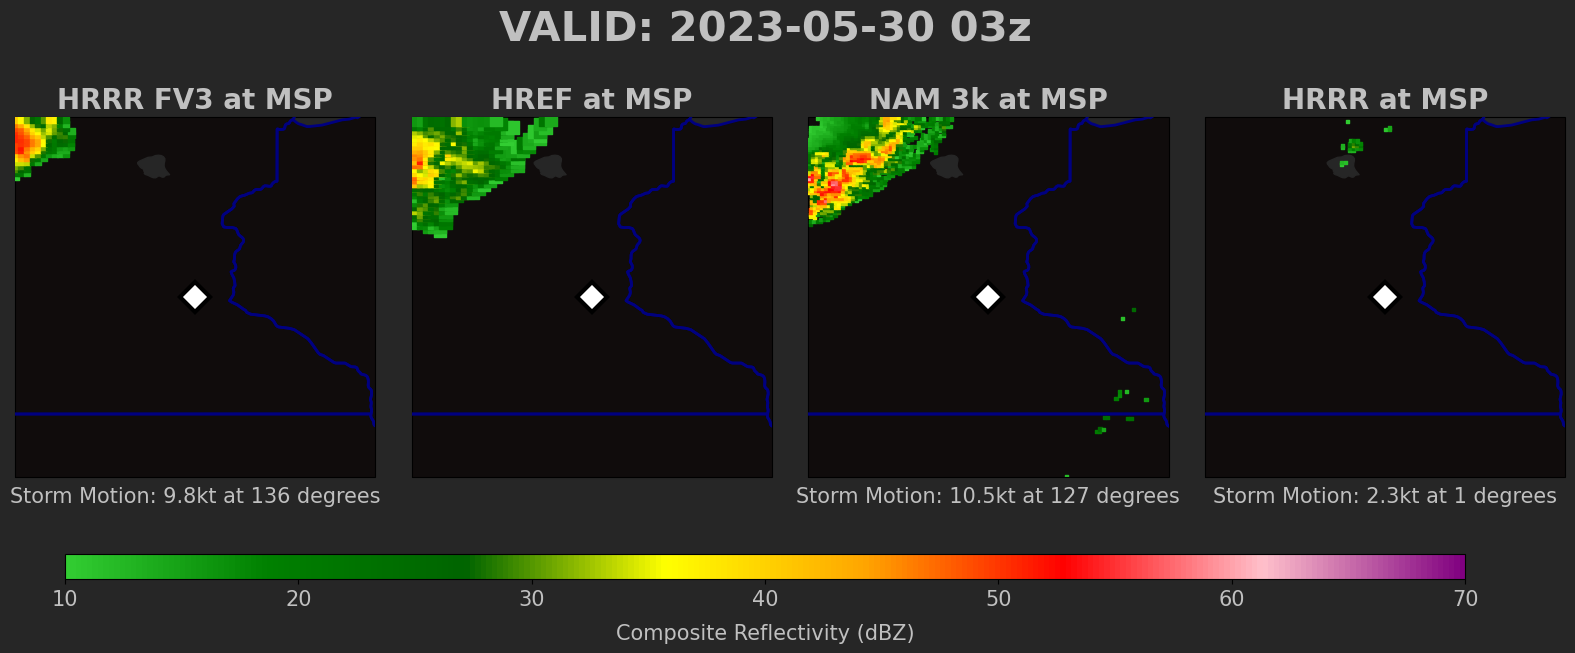 VALID: 2023-05-30 03z
HRRR FV3 at MSP
HREF at MSP
NAM 3k at MSP
HRRR at MSP
Storm Motion: 9.8kt at 136 degrees
Storm Motion: 10.5kt at 127 degrees
Storm Motion: 2.3kt at 1 degrees
10 20 30 40 50 60 70
Composite Reflectivity (dBZ)